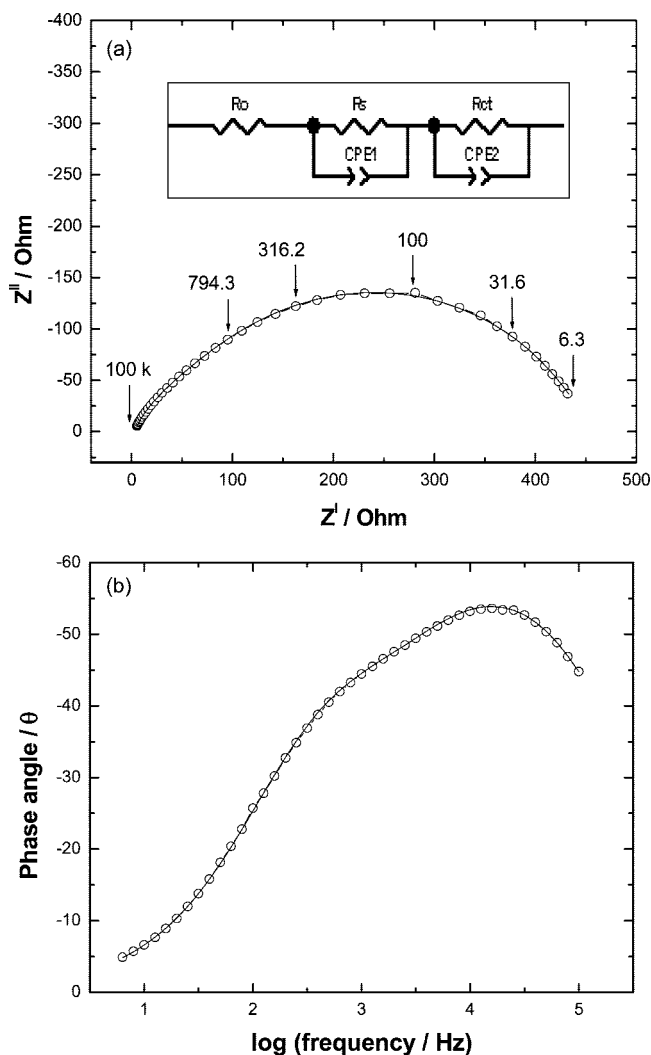 (a)
-400
-350
-300
-250
-200
-150
-100
-50
0
Z^II / Ohm
Ro
Rs
Rct
CPE1
CPE2
100 k
794.3
316.2
100
31.6
6.3
0 100 200 300 400 500
Z^I / Ohm
(b)
-60
-50
-40
-30
-20
-10
0
Phase angle / θ
1 2 3 4 5
log (frequency / Hz)